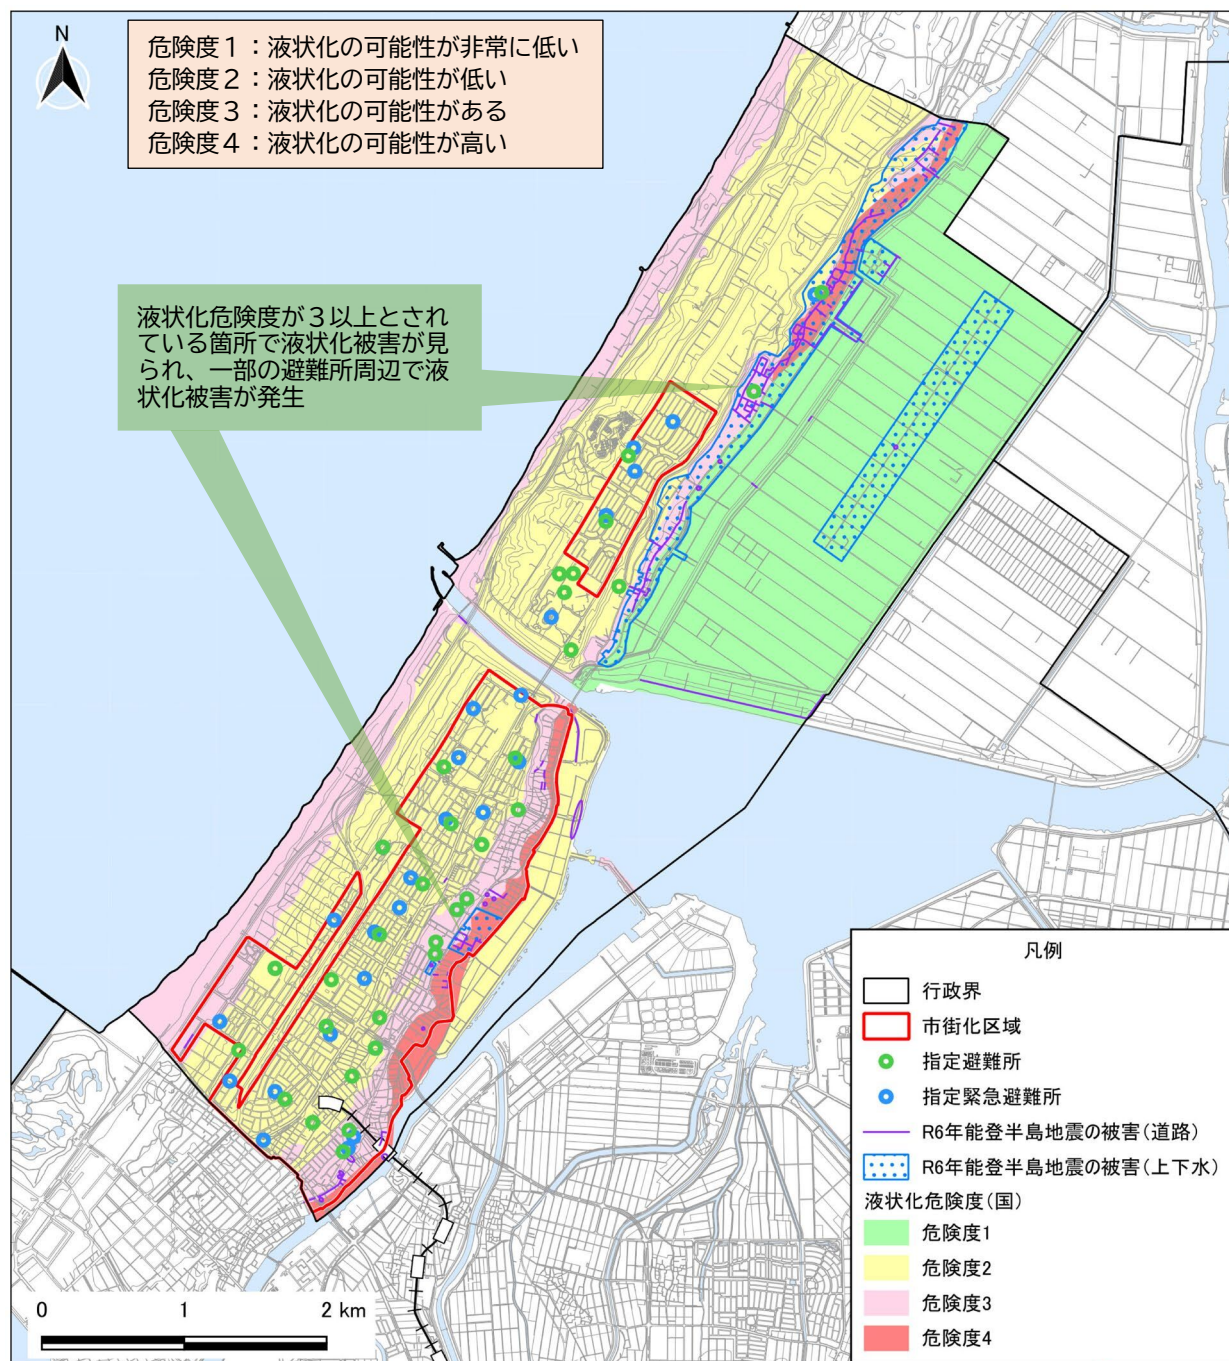 N
危険度１：液状化の可能性が非常に低い
危険度２：液状化の可能性が低い
危険度３：液状化の可能性がある
危険度４：液状化の可能性が高い
液状化危険度が３以上とされ
ている箇所で液状化被害が見
られ、一部の避難所周辺で液
状化被害が発生
凡例
行政界
市街化区域
指定避難所
指定緊急避難所
R6年能登半島地震の被害(道路)
R6年能登半島地震の被害(上下水)
液状化危険度(国)
危険度1
危険度2
危険度3
危険度4
0 1 2 km